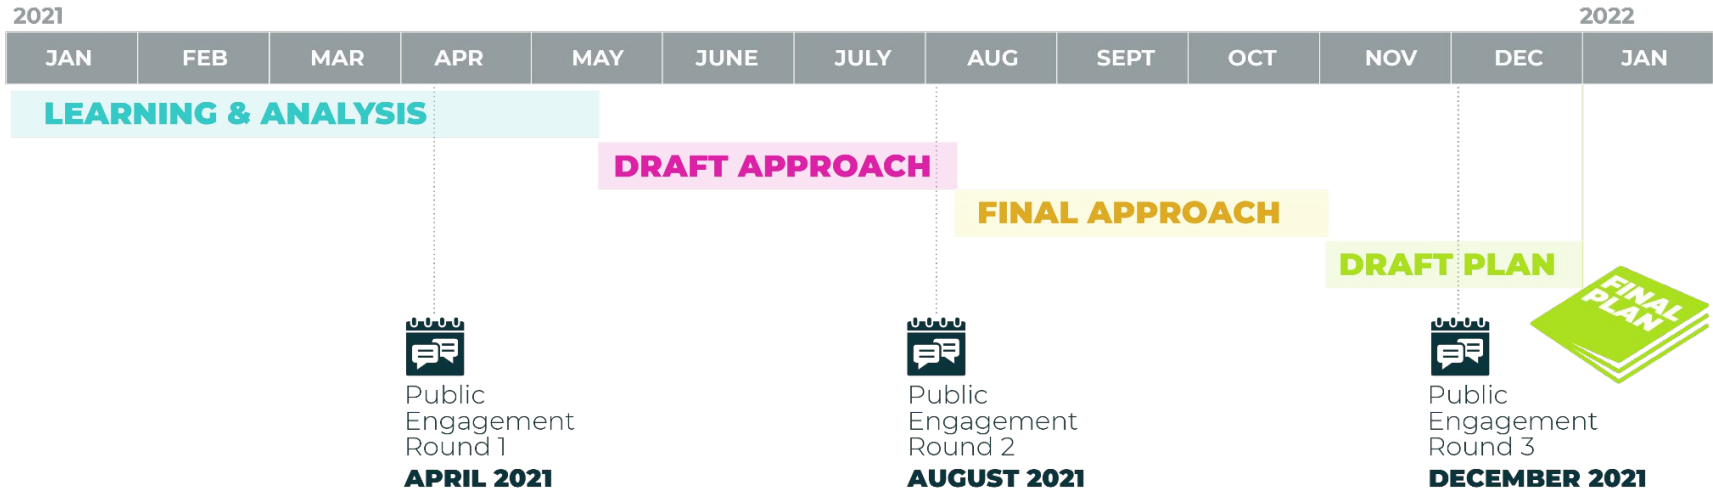 2021 2022
JAN FEB MAR APR MAY JUNE JULY AUG SEPT OCT NOV DEC JAN
LEARNING & ANALYSIS
DRAFT APPROACH
FINAL APPROACH
DRAFT PLAN
FINAL
PLAN
Public
Engagement
Round 1
APRIL 2021
Public
Engagement
Round 2
AUGUST 2021
Public
Engagement
Round 3
DECEMBER 2021